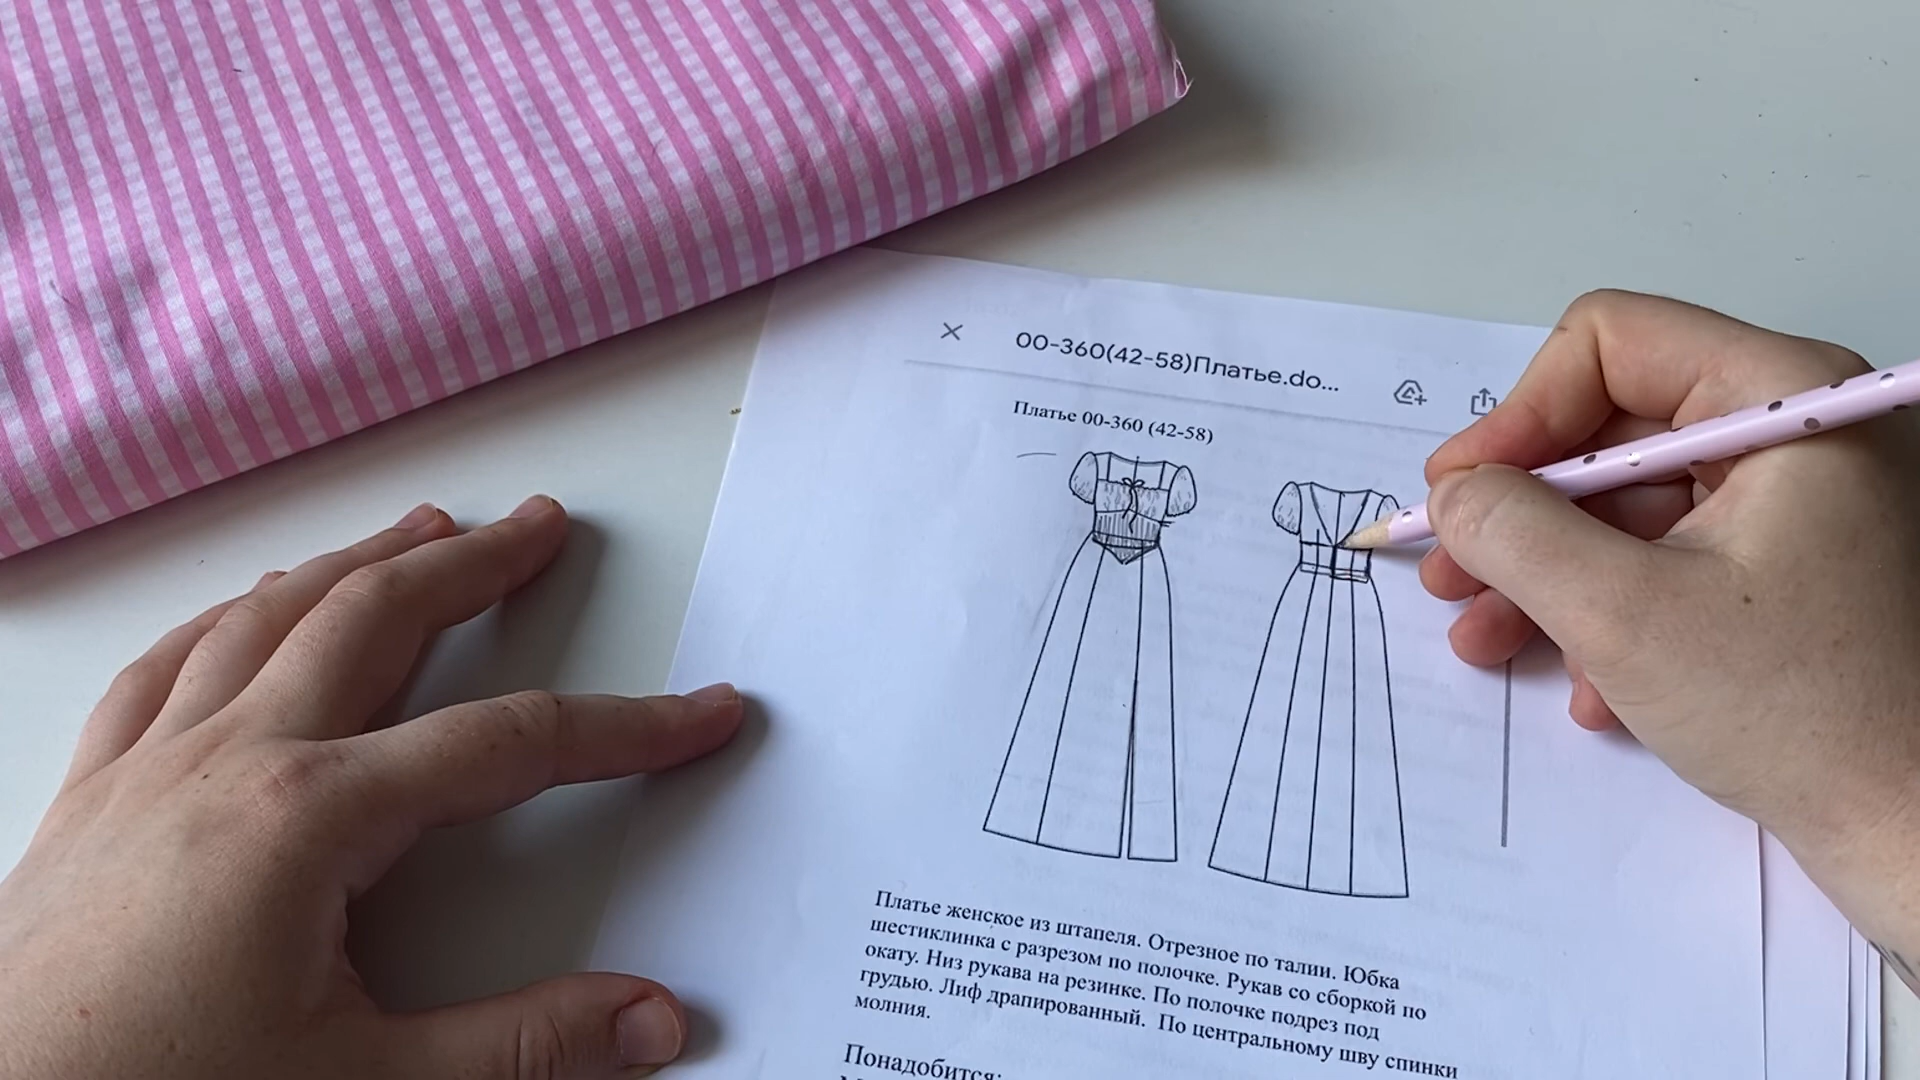 00-360(42-58)Платье.do...
Платье 00-360 (42-58)
Платье женское из штапеля. Отрезное по талии. Юбка
шестиклинка с разрезом по полочке. Рукав со сборкой по
окату. Низ рукава на резинке. По полочке подрез под
грудью. Лиф драпированный. По центральному шву спинки
молния.
Понадобится: